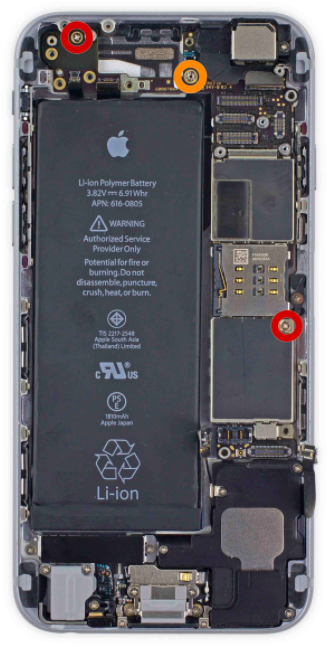 Li-ion Polymer Battery
3.82V ⎓ 6.91Whr
APN: 616-0805
WARNING
Authorized Service
Provider Only
Potential for fire or
burning. Do not
disassemble, puncture,
crush, heat, or burn.
TIS 2217-2548
Apple South Asia
(Thailand) Limited
c RU US
PS
E
1810mAh
Apple Japan
Li-ion